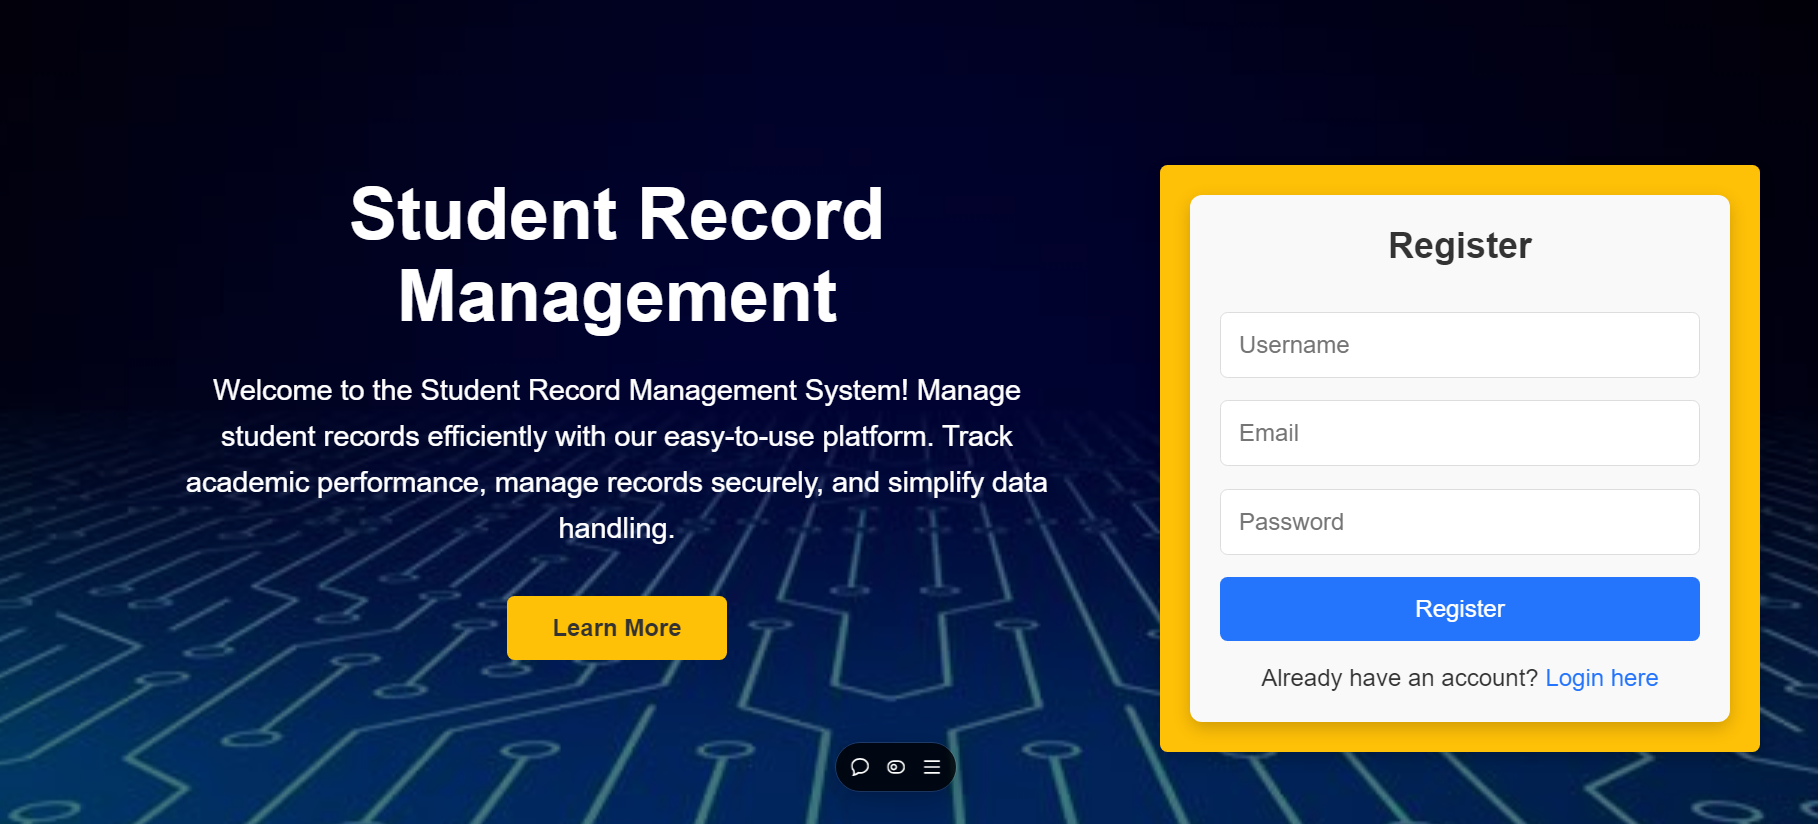 Student Record
Management
Welcome to the Student Record Management System! Manage
student records efficiently with our easy-to-use platform. Track
academic performance, manage records securely, and simplify data
handling.
Learn More
Register
Username
Email
Password
Register
Already have an account? Login here